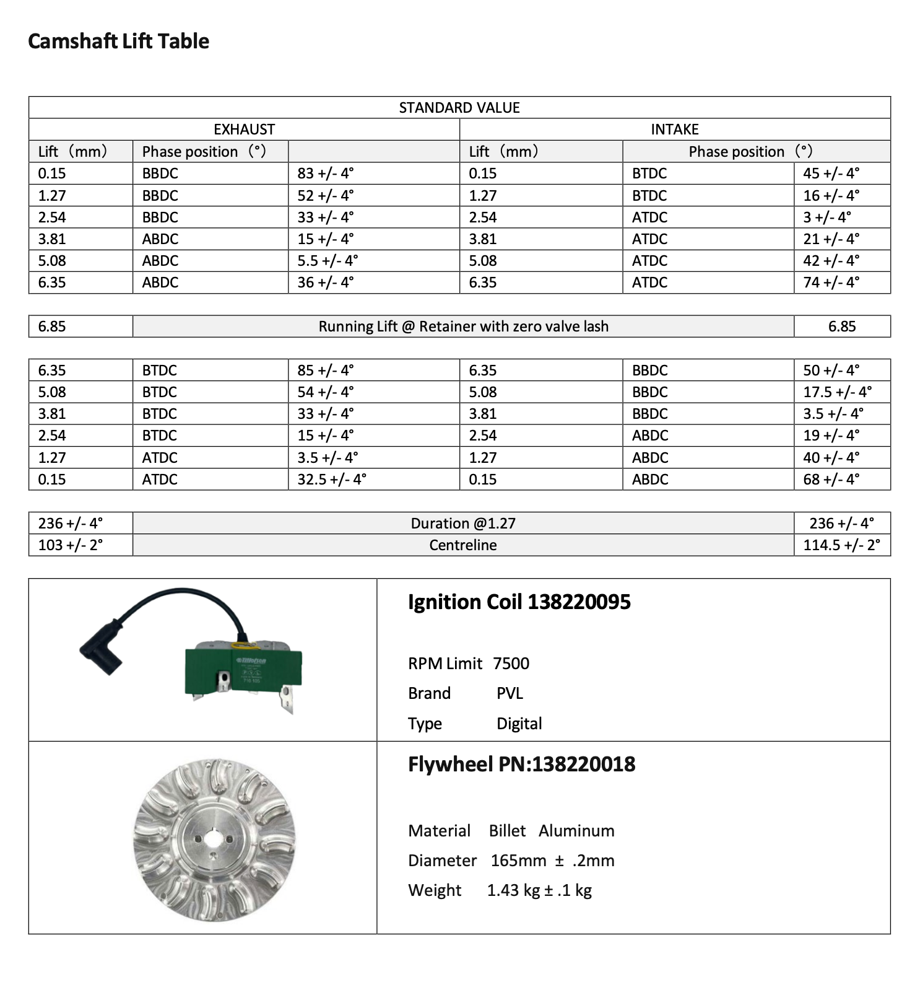 Camshaft Lift Table
STANDARD VALUE
EXHAUST INTAKE
Lift（mm） Phase position（°） Lift（mm） Phase position（°）
0.15 BBDC 83 +/- 4° 0.15 BTDC 45 +/- 4°
1.27 BBDC 52 +/- 4° 1.27 BTDC 16 +/- 4°
2.54 BBDC 33 +/- 4° 2.54 ATDC 3 +/- 4°
3.81 ABDC 15 +/- 4° 3.81 ATDC 21 +/- 4°
5.08 ABDC 5.5 +/- 4° 5.08 ATDC 42 +/- 4°
6.35 ABDC 36 +/- 4° 6.35 ATDC 74 +/- 4°
6.85 Running Lift @ Retainer with zero valve lash 6.85
6.35 BTDC 85 +/- 4° 6.35 BBDC 50 +/- 4°
5.08 BTDC 54 +/- 4° 5.08 BBDC 17.5 +/- 4°
3.81 BTDC 33 +/- 4° 3.81 BBDC 3.5 +/- 4°
2.54 BTDC 15 +/- 4° 2.54 ABDC 19 +/- 4°
1.27 ATDC 3.5 +/- 4° 1.27 ABDC 40 +/- 4°
0.15 ATDC 32.5 +/- 4° 0.15 ABDC 68 +/- 4°
236 +/- 4° Duration @1.27 236 +/- 4°
103 +/- 2° Centreline 114.5 +/- 2°
Tillotson
PVL
716 105
Ignition Coil 138220095
RPM Limit 7500
Brand PVL
Type Digital
Flywheel PN:138220018
Material Billet Aluminum
Diameter 165mm ± .2mm
Weight 1.43 kg ± .1 kg